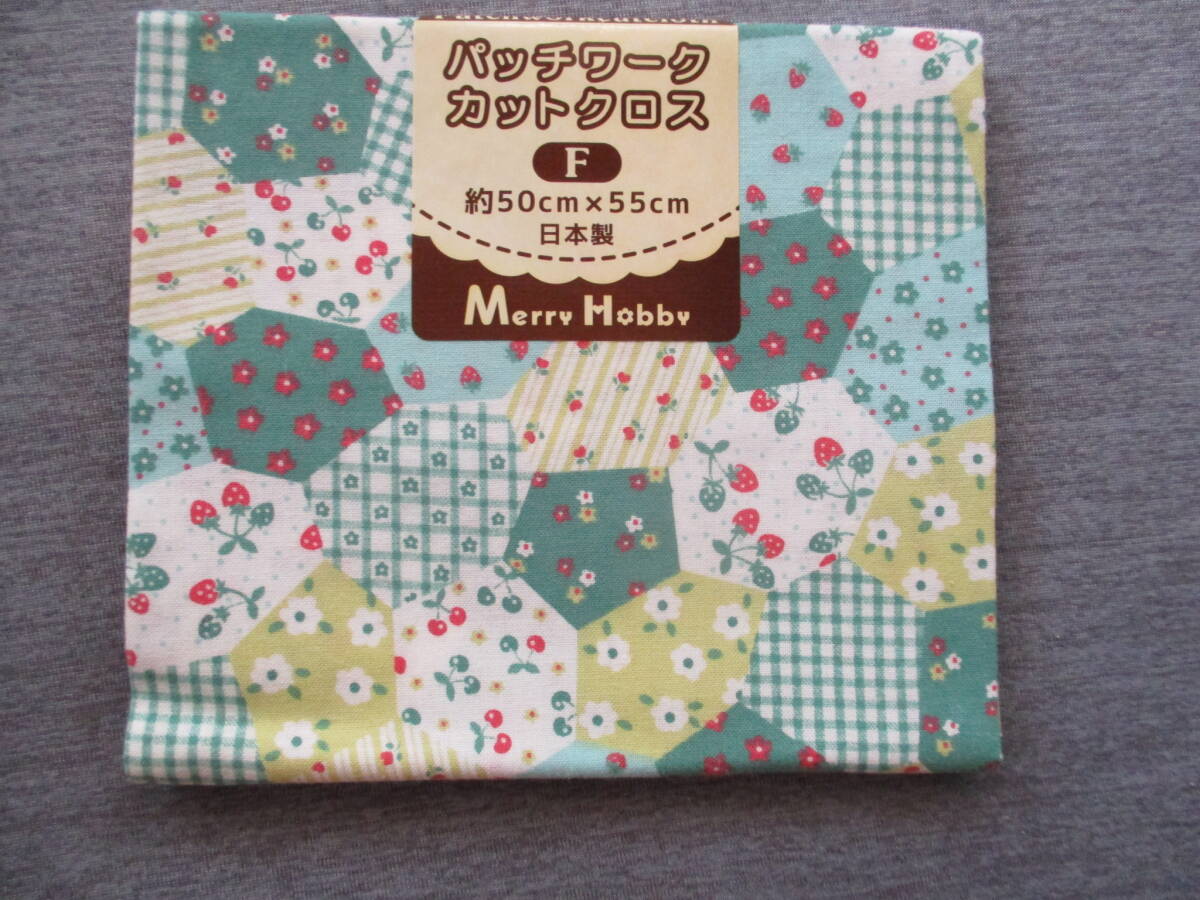 Patchworkcutcloth
パッチワーク
カットクロス
F
約50cm×55cm
日本製
Merry Hobby